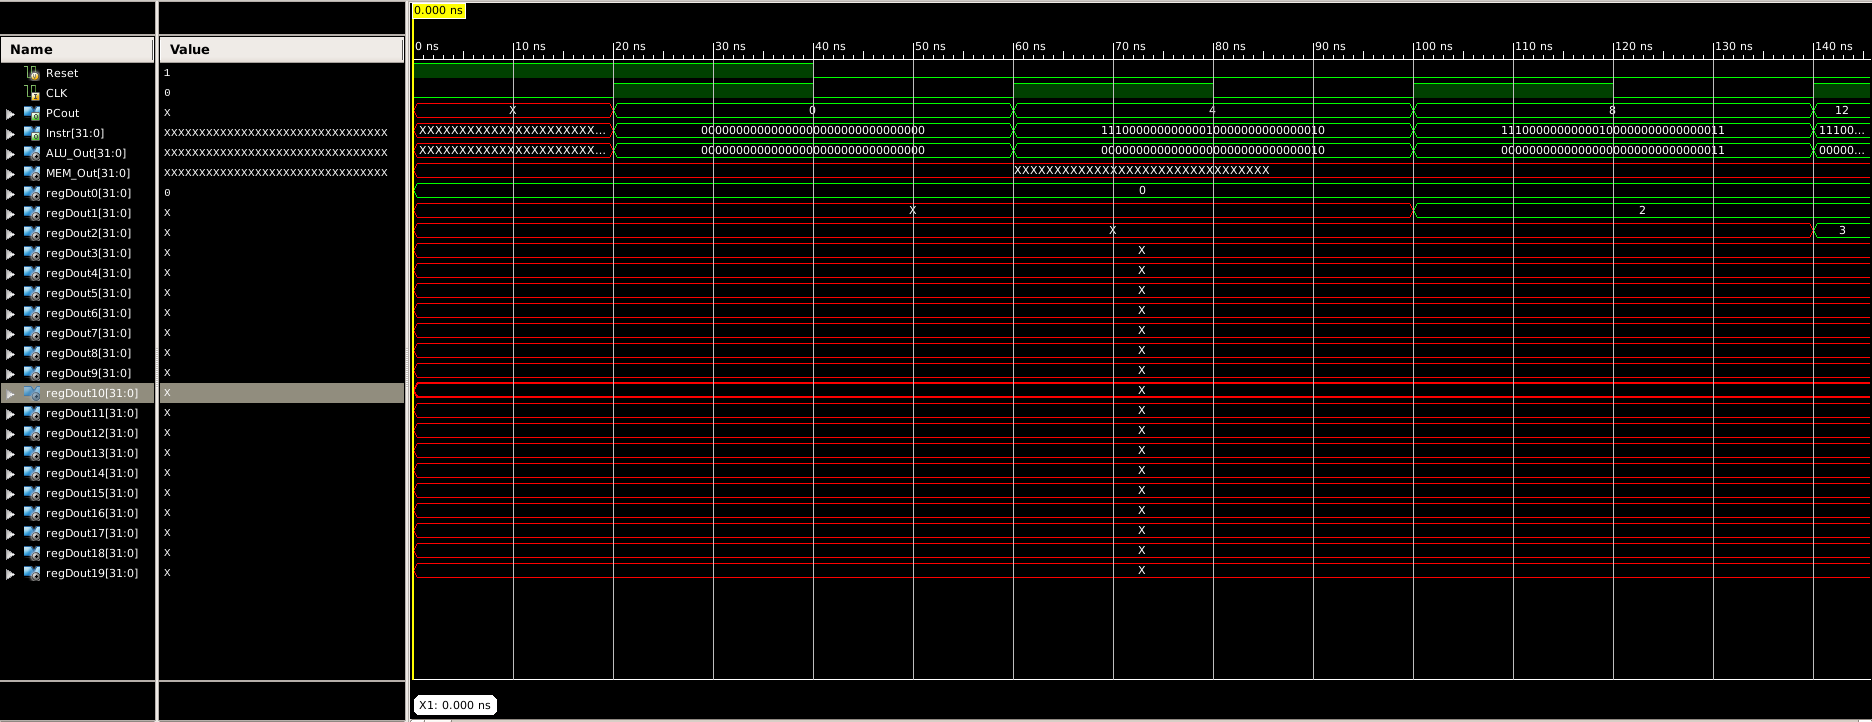 0.000 ns
0 ns 10 ns 20 ns 30 ns 40 ns 50 ns 60 ns 70 ns 80 ns 90 ns 100 ns 110 ns 120 ns 130 ns 140 ns
Name Value
Reset 1
CLK 0
PCout X X 0 4 8 12
Instr[31:0] XXXXXXXXXXXXXXXXXXXXXXXXXXXXXXXX XXXXXXXXXXXXXXXXXXXXXX... 00000000000000000000000000000000 11100000000000010000000000000010 11100000000000100000000000000011 11100...
ALU_Out[31:0] XXXXXXXXXXXXXXXXXXXXXXXXXXXXXXXX XXXXXXXXXXXXXXXXXXXXXX... 00000000000000000000000000000000 00000000000000000000000000000010 00000000000000000000000000000011 00000...
MEM_Out[31:0] XXXXXXXXXXXXXXXXXXXXXXXXXXXXXXXX XXXXXXXXXXXXXXXXXXXXXXXXXXXXXXXX
regDout0[31:0] 0 0
regDout1[31:0] X X 2
regDout2[31:0] X X 3
regDout3[31:0] X X
regDout4[31:0] X X
regDout5[31:0] X X
regDout6[31:0] X X
regDout7[31:0] X X
regDout8[31:0] X X
regDout9[31:0] X X
regDout10[31:0] X X
regDout11[31:0] X X
regDout12[31:0] X X
regDout13[31:0] X X
regDout14[31:0] X X
regDout15[31:0] X X
regDout16[31:0] X X
regDout17[31:0] X X
regDout18[31:0] X X
regDout19[31:0] X X
X1: 0.000 ns